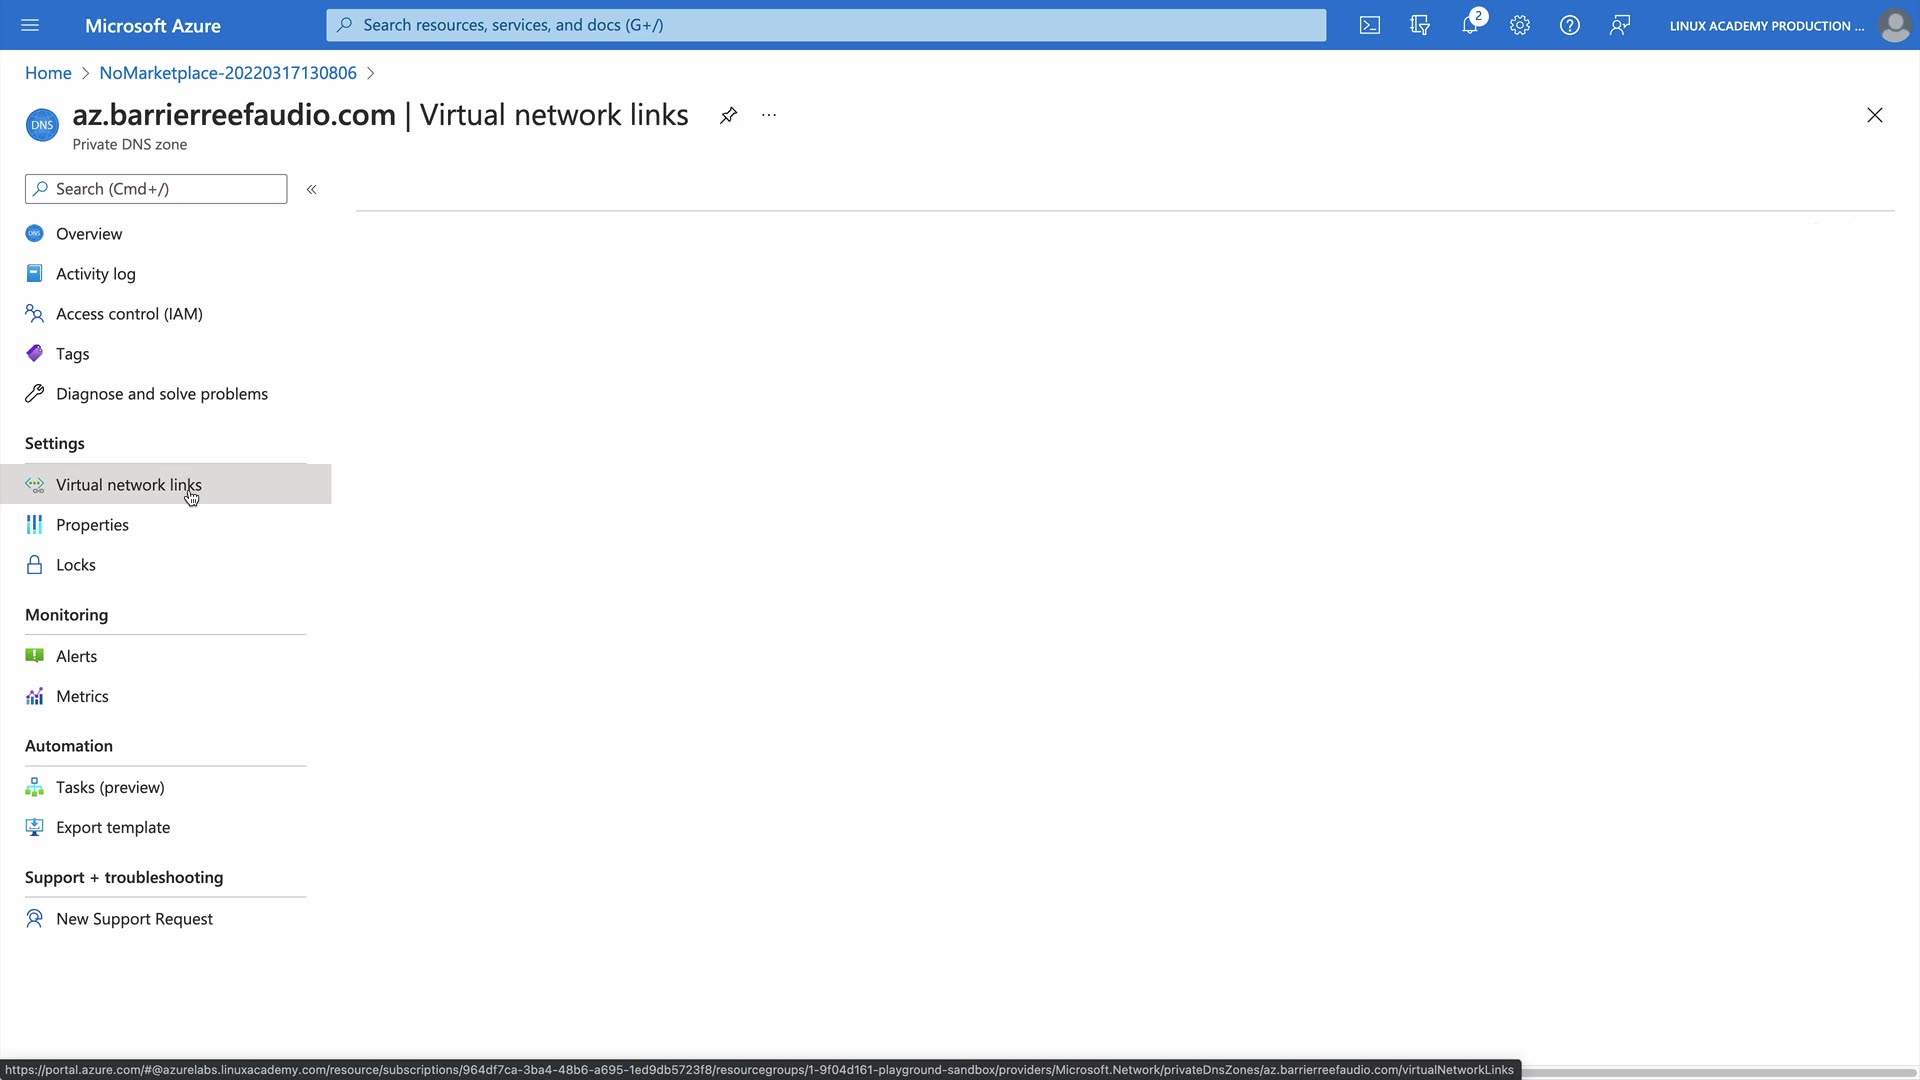 Microsoft Azure
Search resources, services, and docs (G+/)
2
LINUX ACADEMY PRODUCTION ...
Home > NoMarketplace-20220317130806 >
DNS
az.barrierreefaudio.com | Virtual network links
...
Private DNS zone
Search (Cmd+/)
«
DNS
Overview
Activity log
Access control (IAM)
Tags
Diagnose and solve problems
Settings
Virtual network links
Properties
Locks
Monitoring
Alerts
Metrics
Automation
Tasks (preview)
Export template
Support + troubleshooting
New Support Request
https://portal.azure.com/#@azurelabs.linuxacademy.com/resource/subscriptions/964df7ca-3ba4-48b6-a695-1ed9db5723f8/resourcegroups/1-9f04d161-playground-sandbox/providers/Microsoft.Network/privateDnsZones/az.barrierreefaudio.com/virtualNetworkLinks